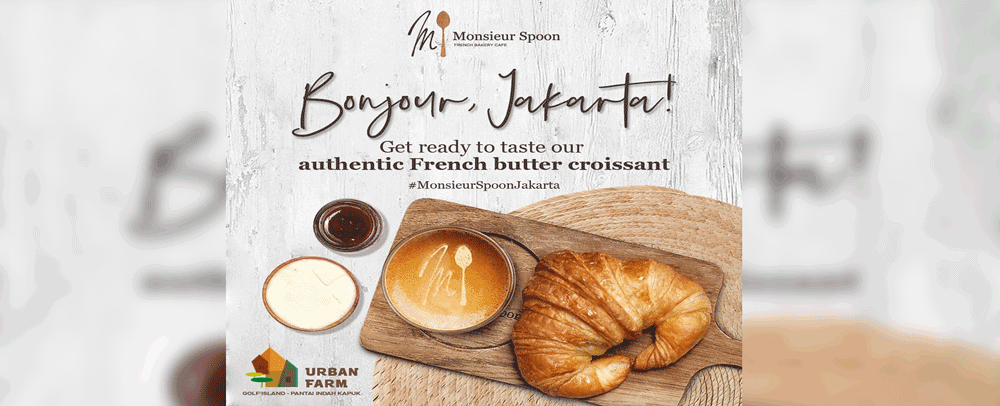 Monsieur Spoon
FRENCH BAKERY CAFE
Bonjour, Jakarta!
Get ready to taste our
authentic French butter croissant
#MonsieurSpoonJakarta
URBAN
FARM
GOLF ISLAND - PANTAI INDAH KAPUK